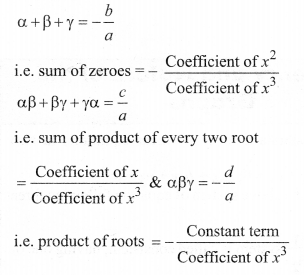 α + β + γ = − b/a
i.e. sum of zeroes = − Coefficient of x²/Coefficient of x³
αβ + βγ + γα = c/a
i.e. sum of product of every two root
= Coefficient of x/Coefficient of x³ & αβγ = − d/a
i.e. product of roots = − Constant term/Coefficient of x³